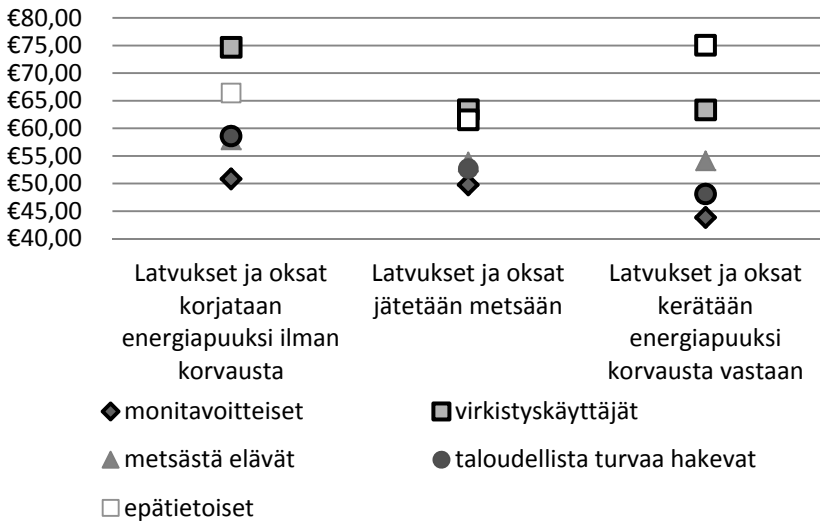 €80,00
€75,00
€70,00
€65,00
€60,00
€55,00
€50,00
€45,00
€40,00
Latvukset ja oksat
korjataan
energiapuuksi ilman
korvausta
Latvukset ja oksat
jätetään metsään
Latvukset ja oksat
kerätään
energiapuuksi
korvausta vastaan
monitavoitteiset
virkistyskäyttäjät
metsästä elävät
taloudellista turvaa hakevat
epätietoiset